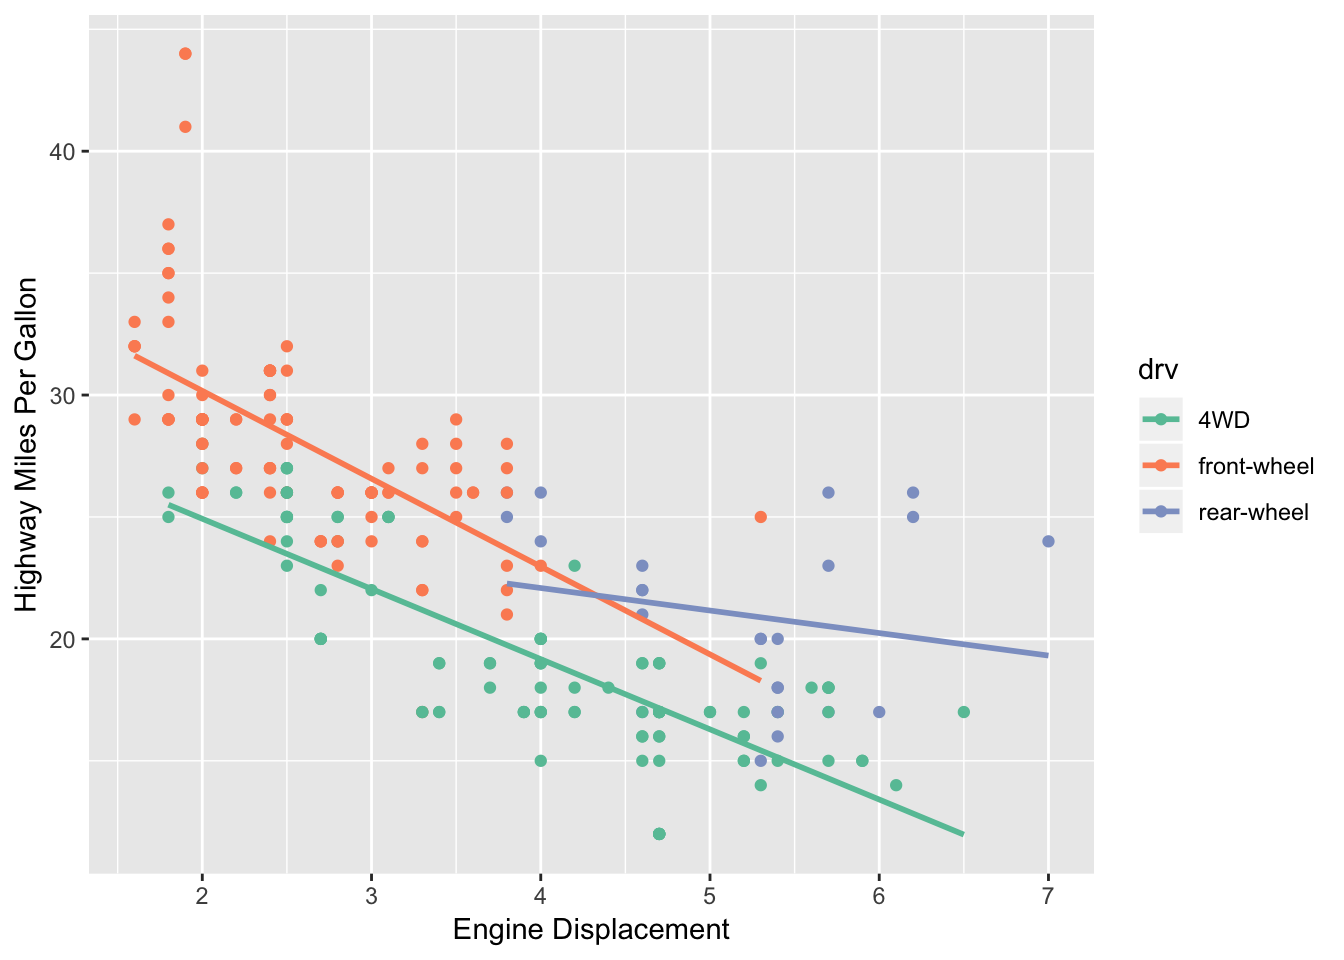 40
30
20
2 3 4 5 6 7
Engine Displacement
Highway Miles Per Gallon
drv
4WD
front-wheel
rear-wheel